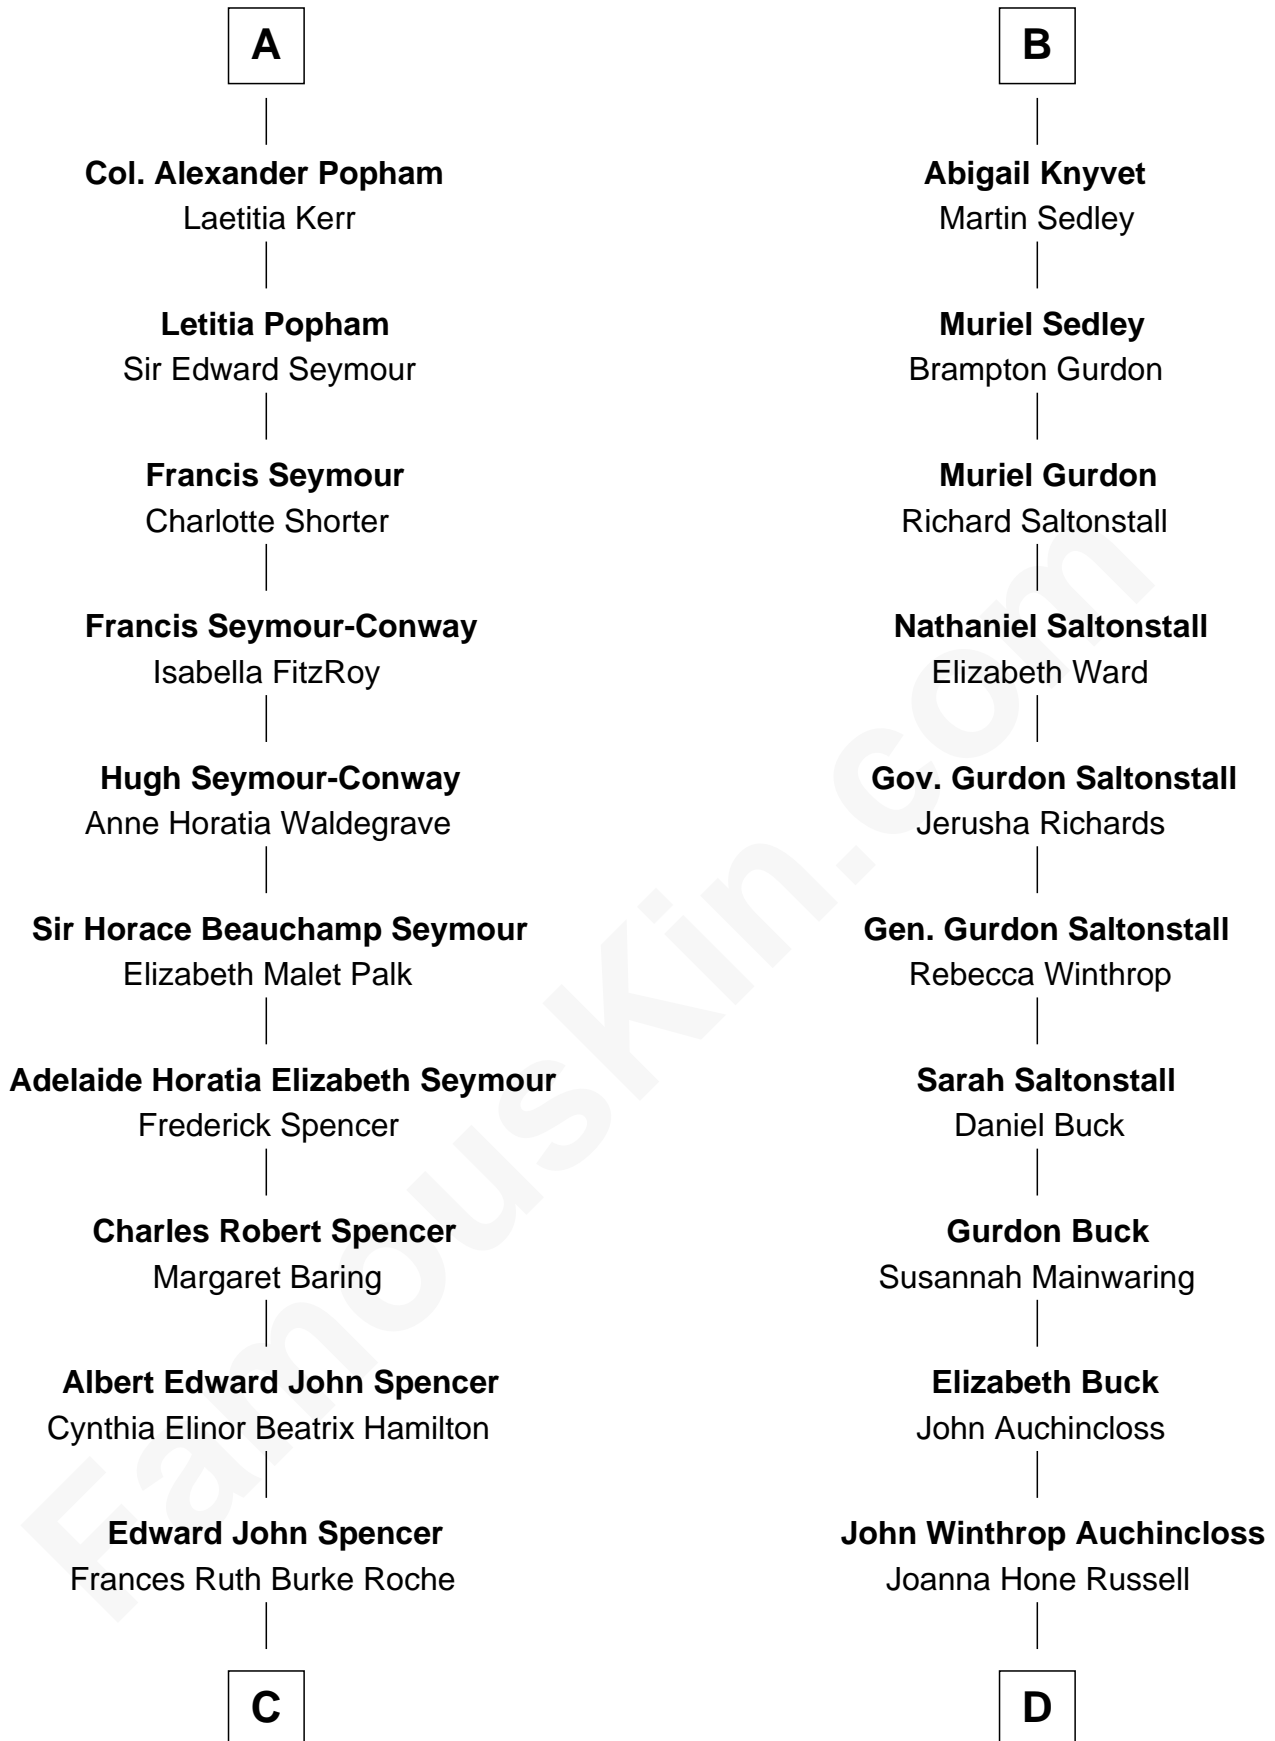 A
Col. Alexander Popham
Laetitia Kerr
Letitia Popham
Sir Edward Seymour
Francis Seymour
Charlotte Shorter
Francis Seymour-Conway
Isabella FitzRoy
Hugh Seymour-Conway
Anne Horatia Waldegrave
Sir Horace Beauchamp Seymour
Elizabeth Malet Palk
Adelaide Horatia Elizabeth Seymour
Frederick Spencer
Charles Robert Spencer
Margaret Baring
Albert Edward John Spencer
Cynthia Elinor Beatrix Hamilton
Edward John Spencer
Frances Ruth Burke Roche
C
B
Abigail Knyvet
Martin Sedley
Muriel Sedley
Brampton Gurdon
Muriel Gurdon
Richard Saltonstall
Nathaniel Saltonstall
Elizabeth Ward
Gov. Gurdon Saltonstall
Jerusha Richards
Gen. Gurdon Saltonstall
Rebecca Winthrop
Sarah Saltonstall
Daniel Buck
Gurdon Buck
Susannah Mainwaring
Elizabeth Buck
John Auchincloss
John Winthrop Auchincloss
Joanna Hone Russell
D
FamousKin.com